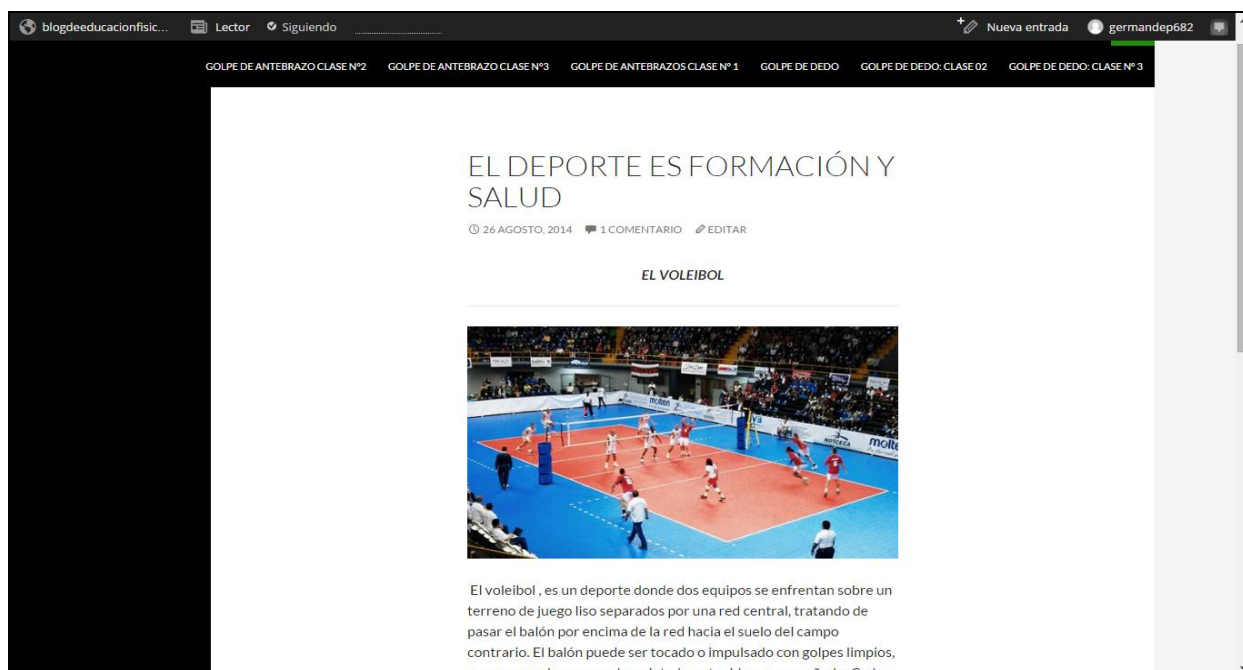 blogdeeducacionfisic... Lector Siguiendo Nueva entrada germandep682
GOLPE DE ANTEBRAZO CLASE Nº2 GOLPE DE ANTEBRAZO CLASE Nº3 GOLPE DE ANTEBRAZOS CLASE Nº 1 GOLPE DE DEDO GOLPE DE DEDO: CLASE 02 GOLPE DE DEDO: CLASE Nº 3
EL DEPORTE ES FORMACIÓN Y
SALUD
26 AGOSTO, 2014 1 COMENTARIO EDITAR
EL VOLEIBOL
molten
NORCECA
molte
El voleibol , es un deporte donde dos equipos se enfrentan sobre un
terreno de juego liso separados por una red central, tratando de
pasar el balón por encima de la red hacia el suelo del campo
contrario. El balón puede ser tocado o impulsado con golpes limpios,